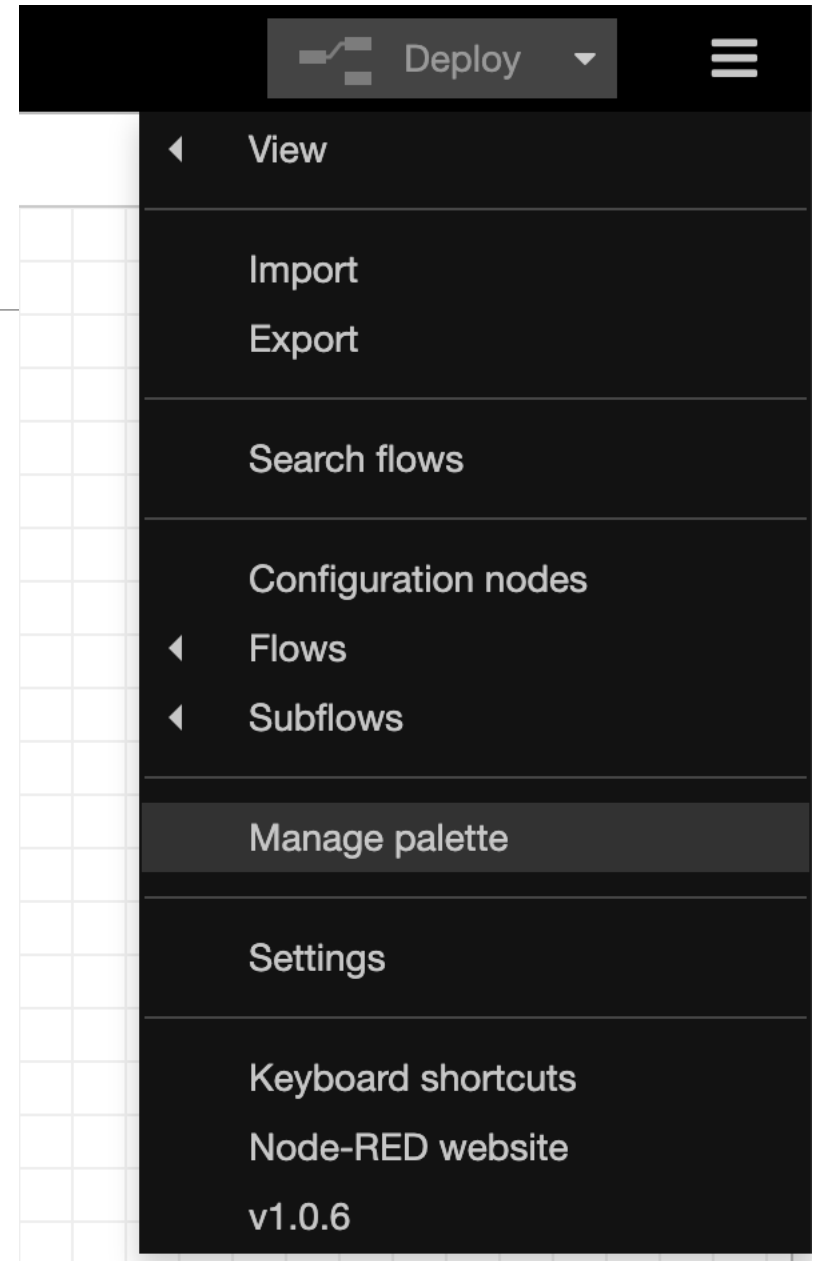 Deploy
View
Import
Export
Search flows
Configuration nodes
Flows
Subflows
Manage palette
Settings
Keyboard shortcuts
Node-RED website
v1.0.6